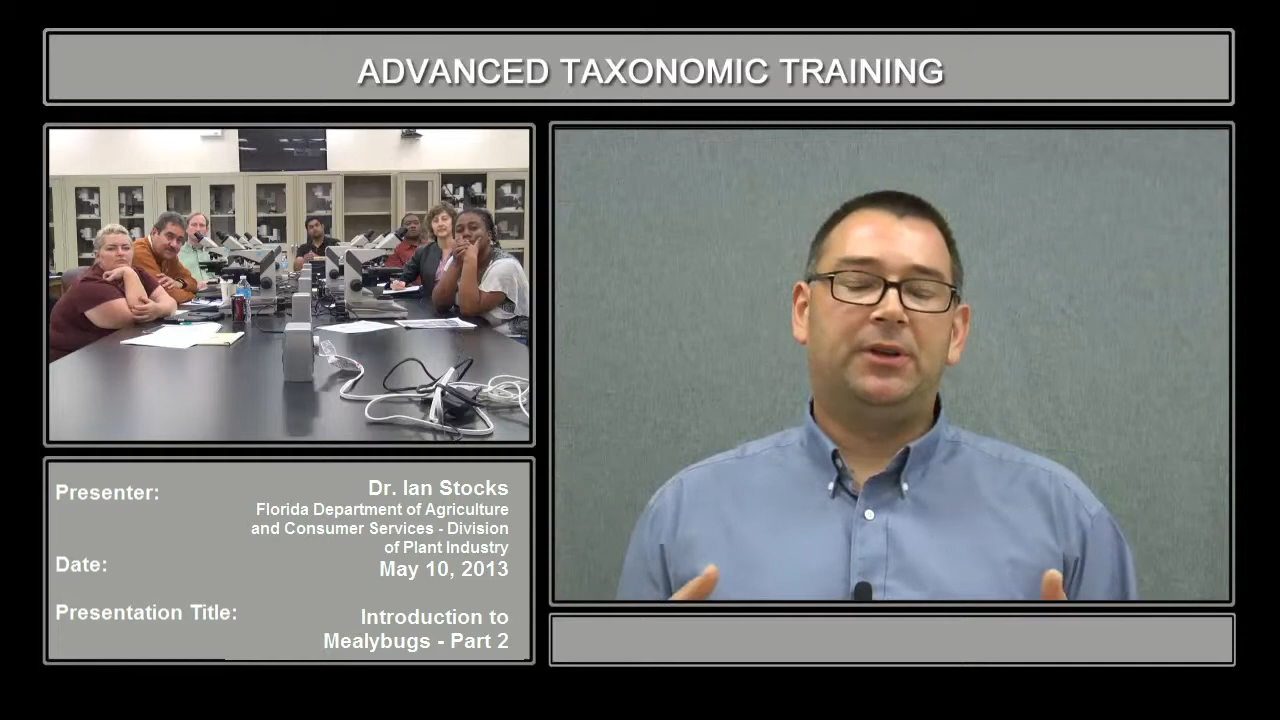 ADVANCED TAXONOMIC TRAINING
Presenter:
Dr. Ian Stocks
Florida Department of Agriculture
and Consumer Services - Division
of Plant Industry
Date:
May 10, 2013
Presentation Title:
Introduction to
Mealybugs - Part 2